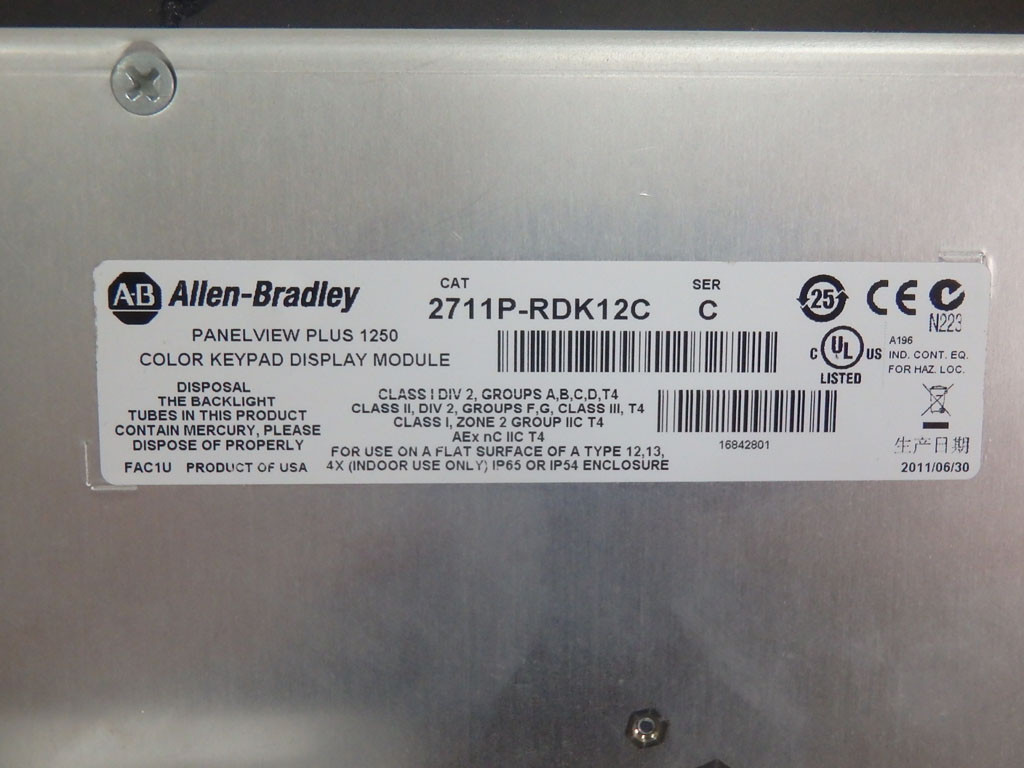 AB Allen-Bradley
CAT
SER
2711P-RDK12C
C
PANELVIEW PLUS 1250
COLOR KEYPAD DISPLAY MODULE
DISPOSAL
THE BACKLIGHT
TUBES IN THIS PRODUCT
CONTAIN MERCURY, PLEASE
DISPOSE OF PROPERLY
FAC1U PRODUCT OF USA
CLASS I DIV 2, GROUPS A,B,C,D,T4
CLASS II, DIV 2, GROUPS F,G, CLASS III, T4
CLASS I, ZONE 2 GROUP IIC T4
AEx nC IIC T4
FOR USE ON A FLAT SURFACE OF A TYPE 12,13,
4X (INDOOR USE ONLY) IP65 OR IP54 ENCLOSURE
16842801
25
CE
N223
C UL US
LISTED
A196
IND. CONT. EQ.
FOR HAZ. LOC.
生产日期
2011/06/30